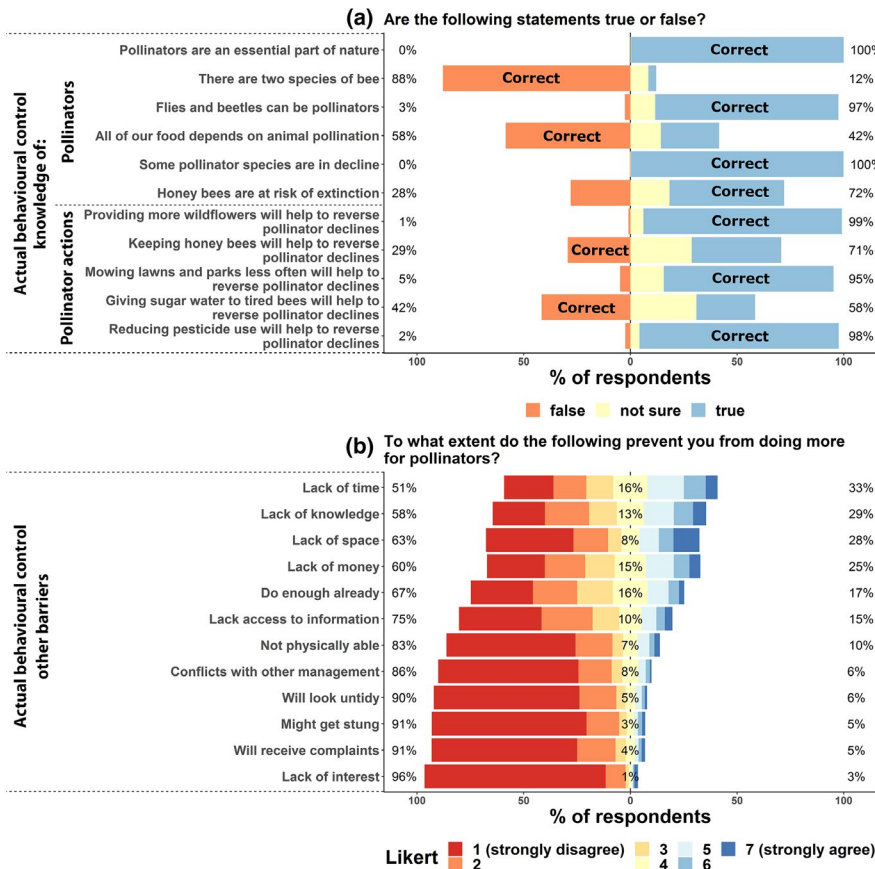 (a) Are the following statements true or false?
Actual behavioural control
knowledge of:
Pollinators
Pollinators are an essential part of nature 0% Correct 100%
There are two species of bee 88% Correct 12%
Flies and beetles can be pollinators 3% Correct 97%
All of our food depends on animal pollination 58% Correct 42%
Some pollinator species are in decline 0% Correct 100%
Honey bees are at risk of extinction 28% Correct 72%
Pollinator actions
Providing more wildflowers will help to reverse
pollinator declines 1% Correct 99%
Keeping honey bees will help to reverse
pollinator declines 29% Correct 71%
Mowing lawns and parks less often will help to
reverse pollinator declines 5% Correct 95%
Giving sugar water to tired bees will help to
reverse pollinator declines 42% Correct 58%
Reducing pesticide use will help to reverse
pollinator declines 2% Correct 98%
100 50 0 50 100
% of respondents
false not sure true
(b) To what extent do the following prevent you from doing more
for pollinators?
Actual behavioural control
other barriers
Lack of time 51% 16% 33%
Lack of knowledge 58% 13% 29%
Lack of space 63% 8% 28%
Lack of money 60% 15% 25%
Do enough already 67% 16% 17%
Lack access to information 75% 10% 15%
Not physically able 83% 7% 10%
Conflicts with other management 86% 8% 6%
Will look untidy 90% 5% 6%
Might get stung 91% 3% 5%
Will receive complaints 91% 4% 5%
Lack of interest 96% 1% 3%
100 50 0 50 100
% of respondents
Likert 1 (strongly disagree) 3 5 7 (strongly agree)
2 4 6